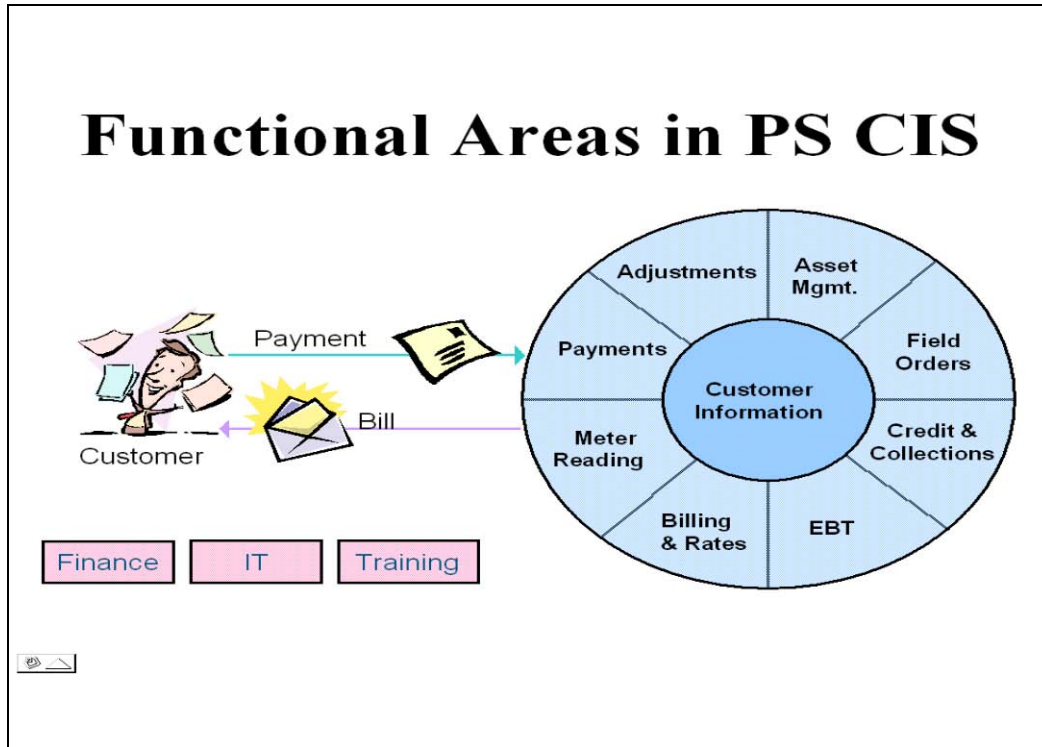 Functional Areas in PS CIS
Payment
Bill
Customer
Finance
IT
Training
Adjustments
Asset
Mgmt.
Payments
Field
Orders
Customer
Information
Meter
Reading
Credit &
Collections
Billing
& Rates
EBT